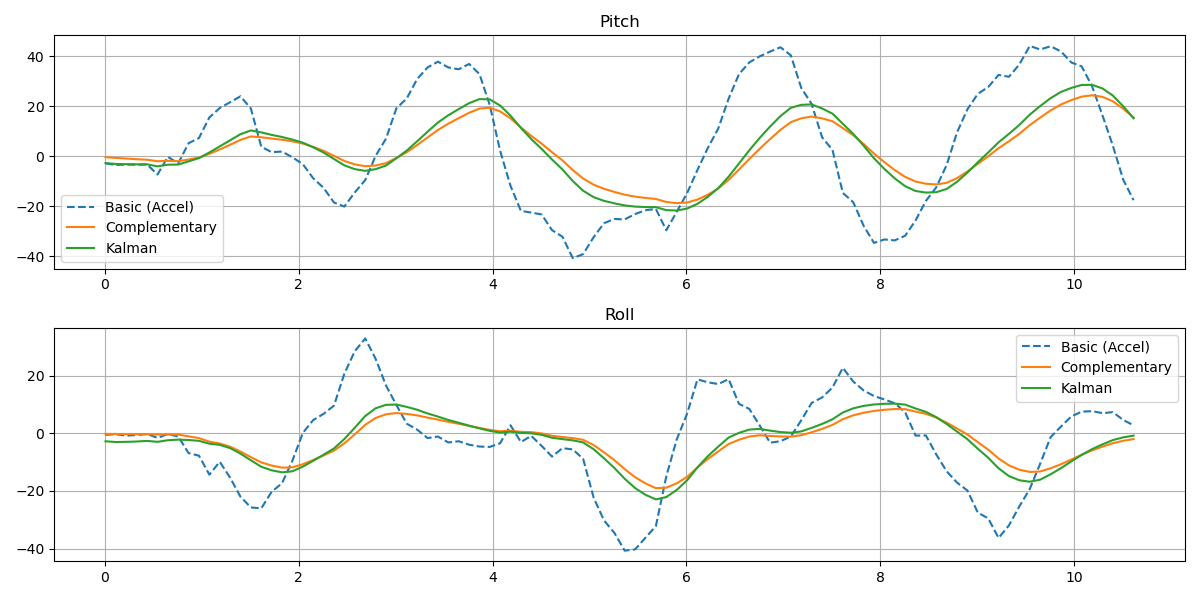 Pitch
40
20
0
−20
−40
Basic (Accel)
Complementary
Kalman
0 2 4 6 8 10
Roll
20
0
−20
−40
Basic (Accel)
Complementary
Kalman
0 2 4 6 8 10